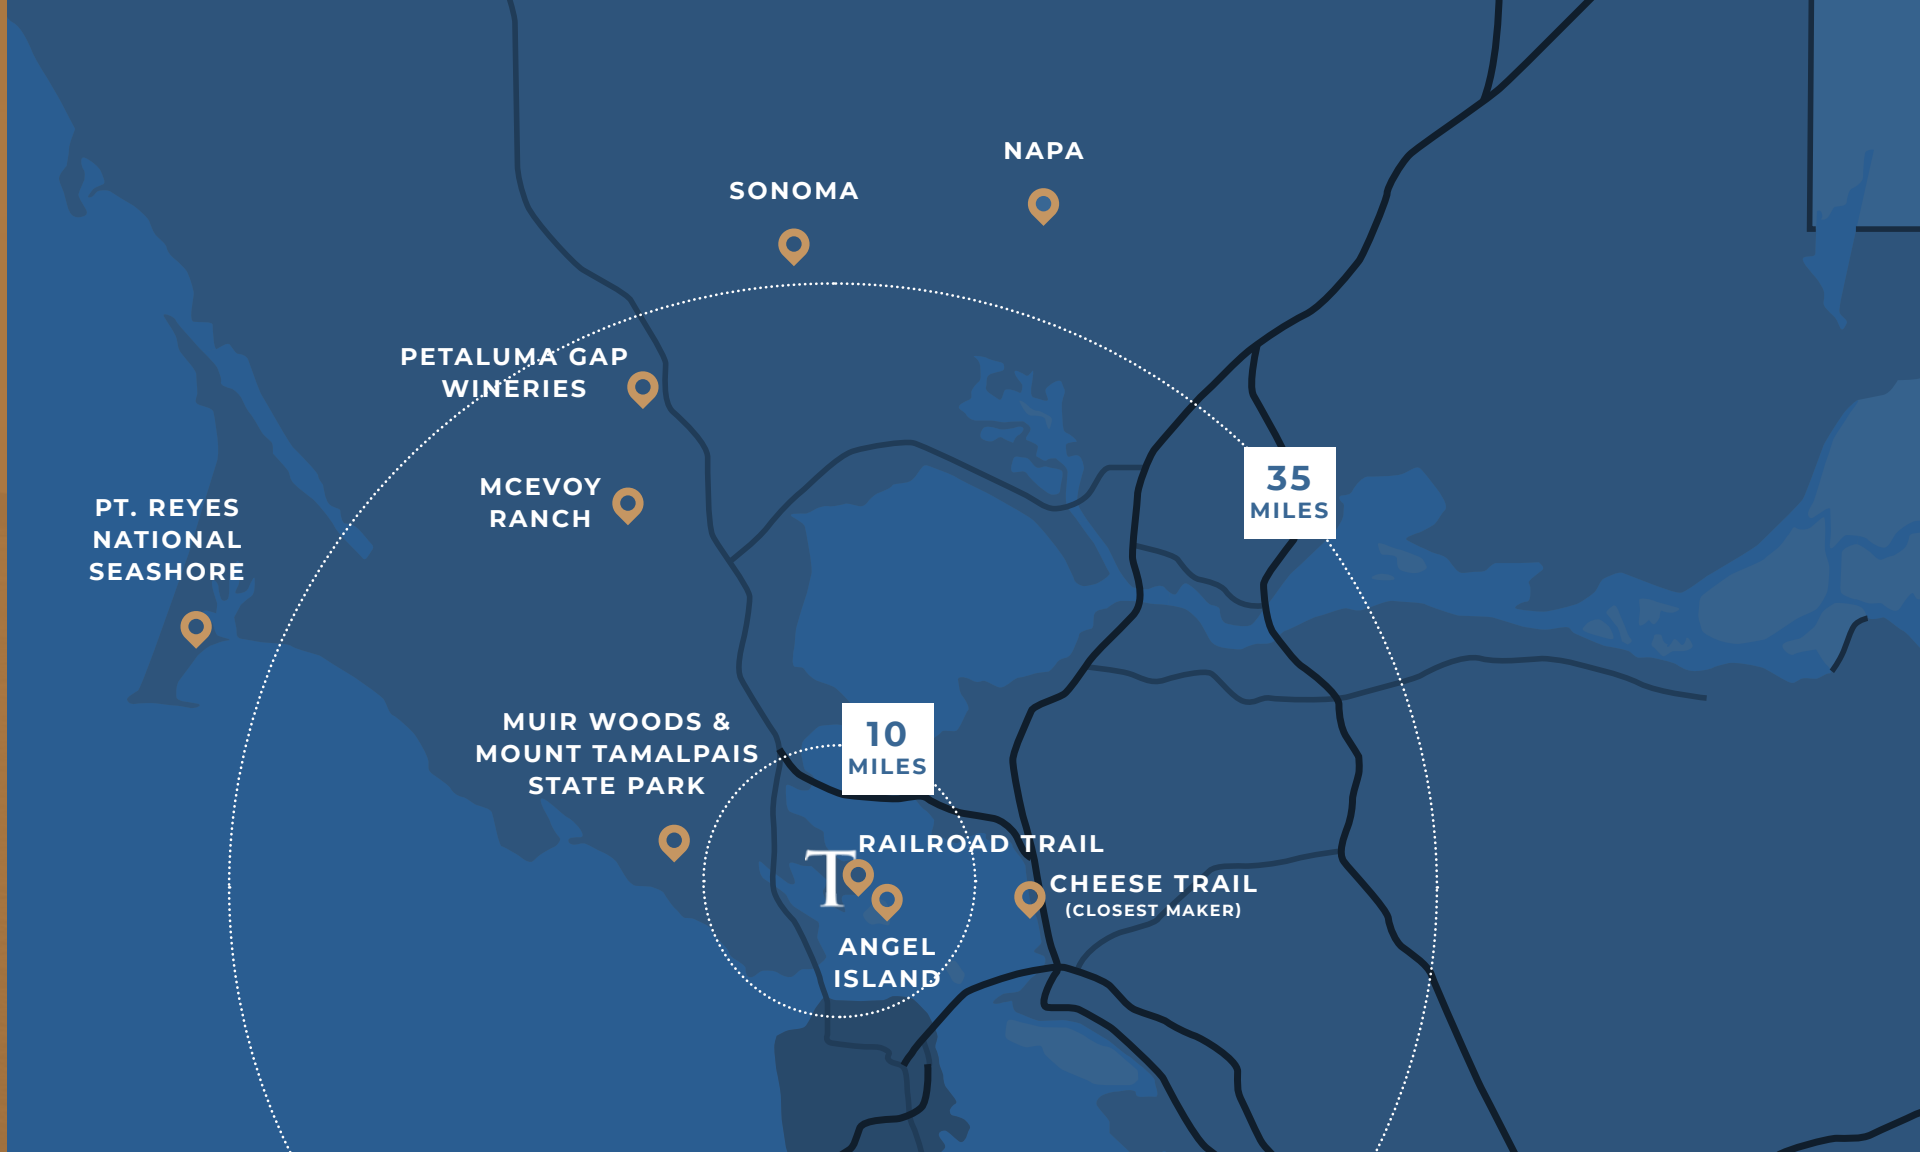 NAPA
SONOMA
PETALUMA GAP
WINERIES
35
MILES
MCEVOY
RANCH
PT. REYES
NATIONAL
SEASHORE
10
MILES
MUIR WOODS &
MOUNT TAMALPAIS
STATE PARK
RAILROAD TRAIL
T
CHEESE TRAIL
(CLOSEST MAKER)
ANGEL
ISLAND